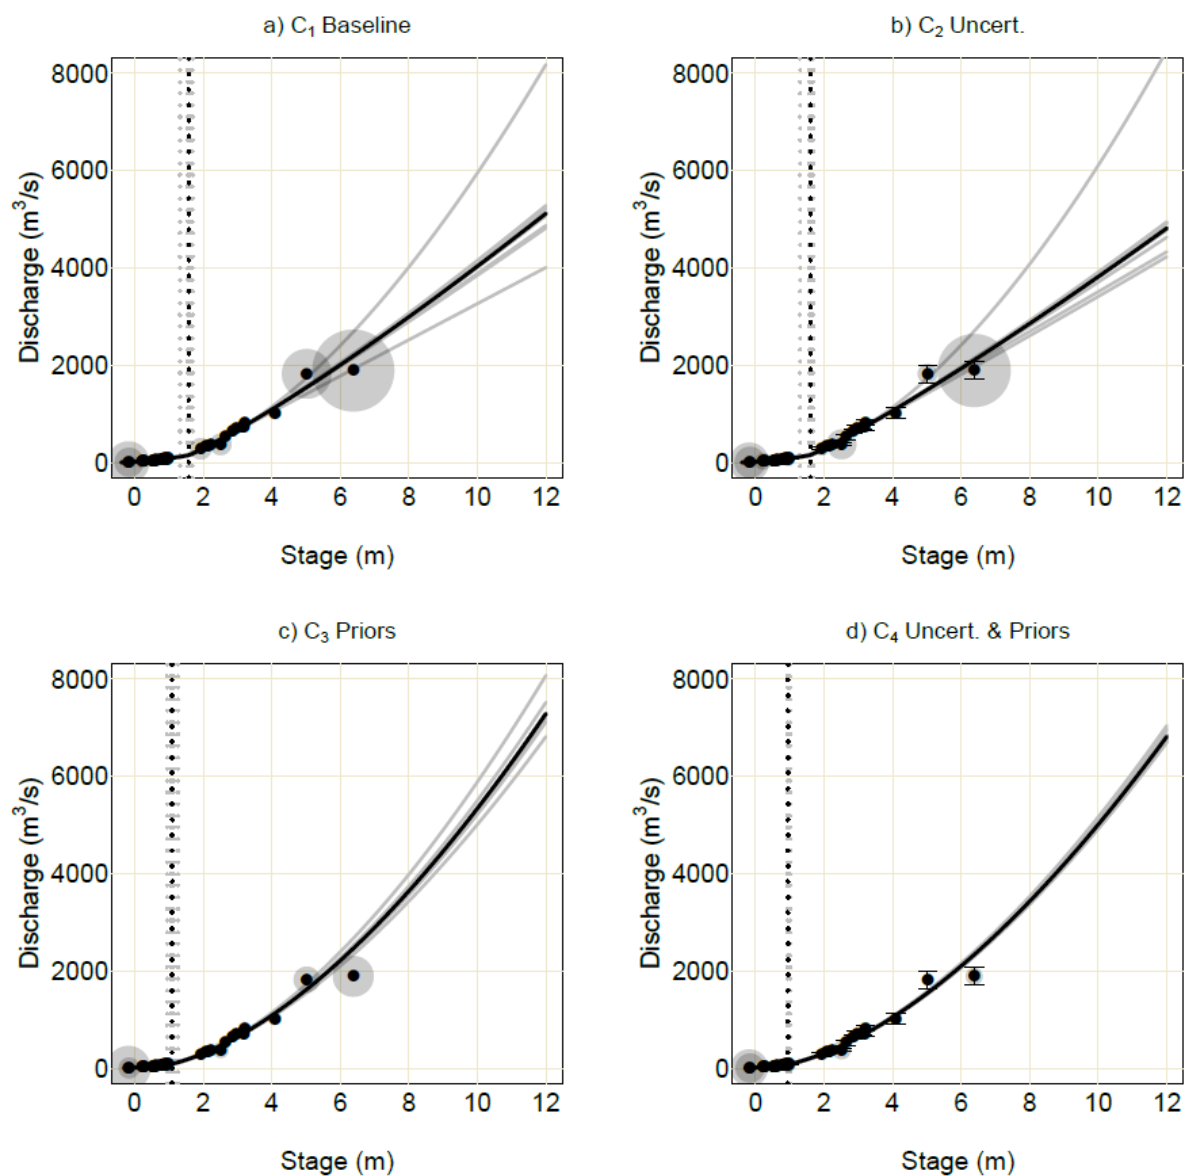 a) C₁ Baseline
b) C₂ Uncert.
8000
6000
4000
2000
0
Discharge (m³/s)
0 2 4 6 8 10 12
Stage (m)
8000
6000
4000
2000
0
Discharge (m³/s)
0 2 4 6 8 10 12
Stage (m)
c) C₃ Priors
d) C₄ Uncert. & Priors
8000
6000
4000
2000
0
Discharge (m³/s)
0 2 4 6 8 10 12
Stage (m)
8000
6000
4000
2000
0
Discharge (m³/s)
0 2 4 6 8 10 12
Stage (m)